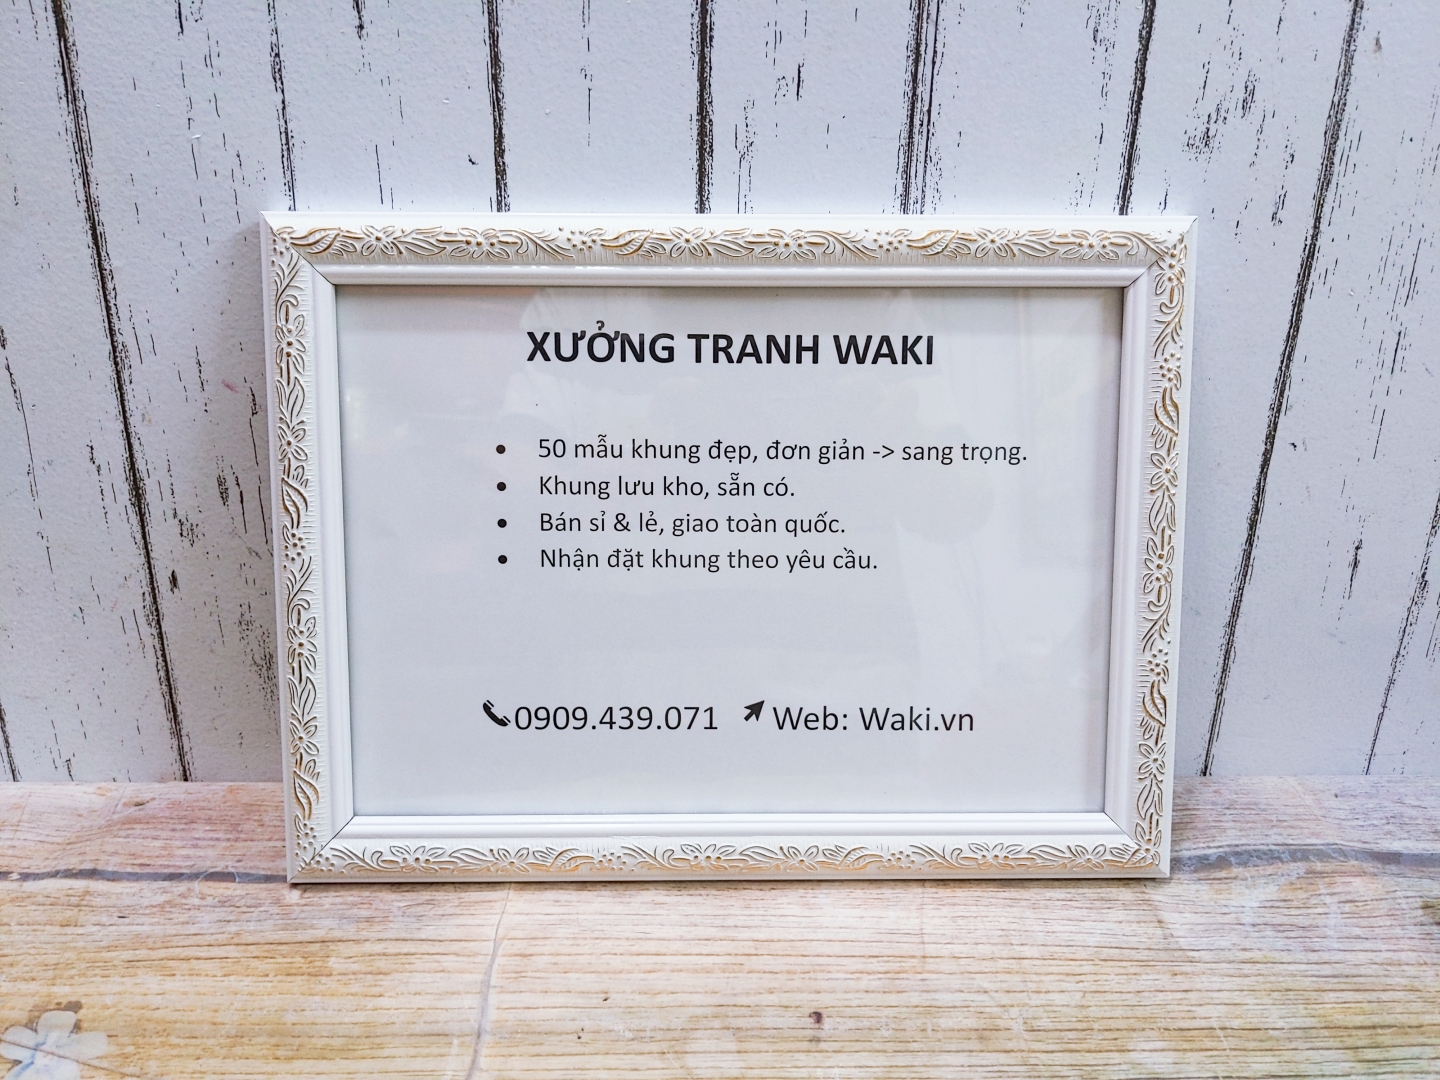 XƯỞNG TRANH WAKI
• 50 mẫu khung đẹp, đơn giản -> sang trọng.
• Khung lưu kho, sẵn có.
• Bán sỉ & lẻ, giao toàn quốc.
• Nhận đặt khung theo yêu cầu.
0909.439.071 Web: Waki.vn